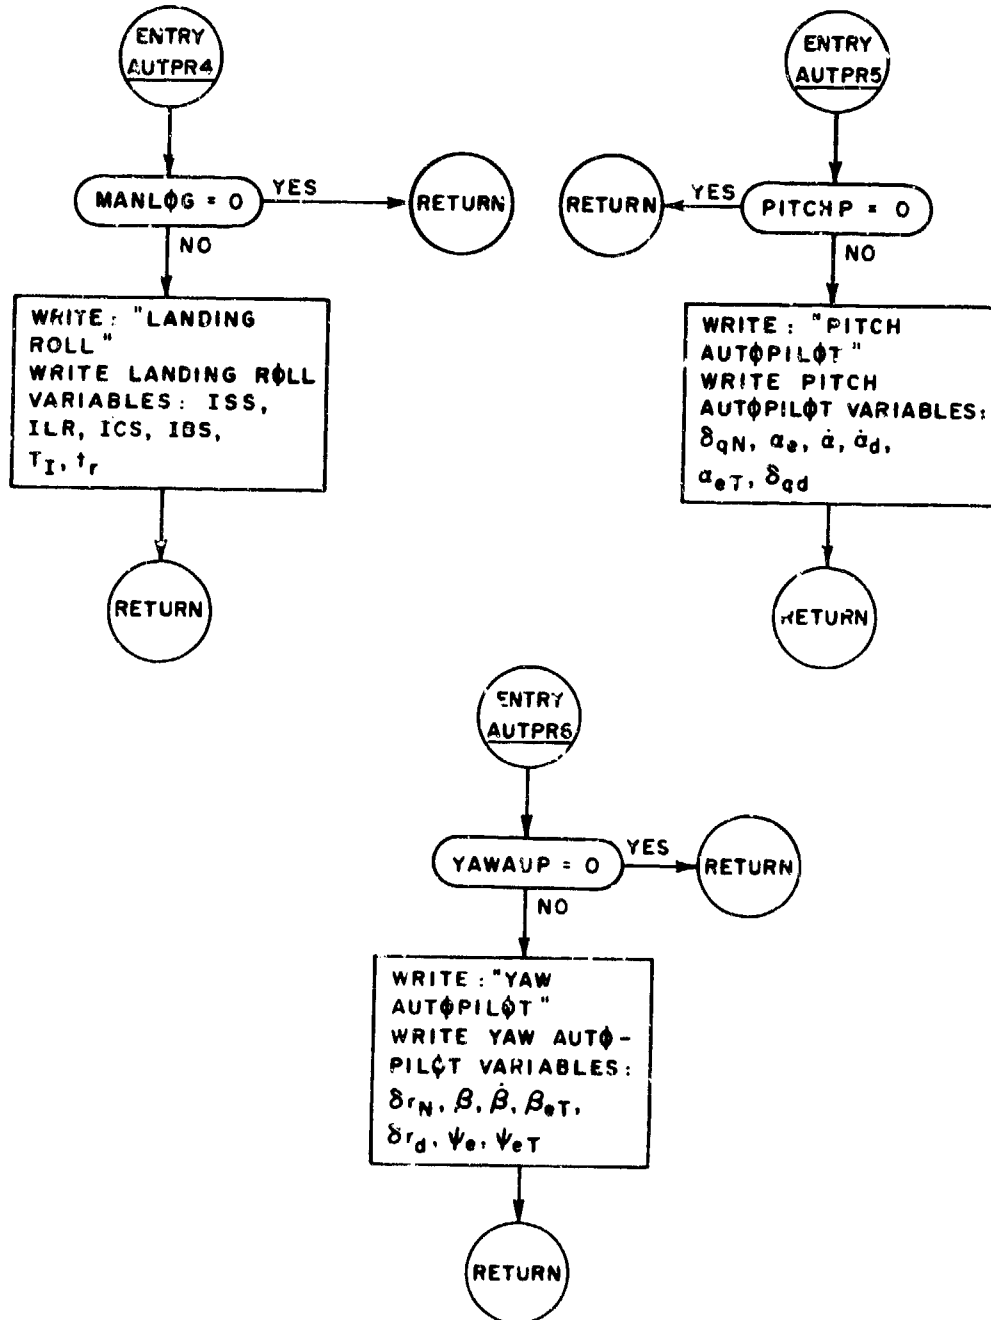 ENTRY
AUTPR4
MANLØG = 0
YES
RETURN
NO
WRITE: "LANDING
ROLL"
WRITE LANDING RØLL
VARIABLES: ISS,
ILR, ICS, IBS,
T_I, t_r
RETURN
ENTRY
AUTPR5
PITCHP = 0
YES
RETURN
NO
WRITE: "PITCH
AUTØPILØT"
WRITE PITCH
AUTØPILØT VARIABLES:
δ_qN, α_e, α̇, α̇_d,
α_eT, δ_qd
RETURN
ENTRY
AUTPR6
YAWAUP = 0
YES
RETURN
NO
WRITE: "YAW
AUTØPILØT"
WRITE YAW AUTØ-
PILØT VARIABLES:
δr_N, β, β̇, β_eT,
δr_d, ψ_e, ψ_eT
RETURN